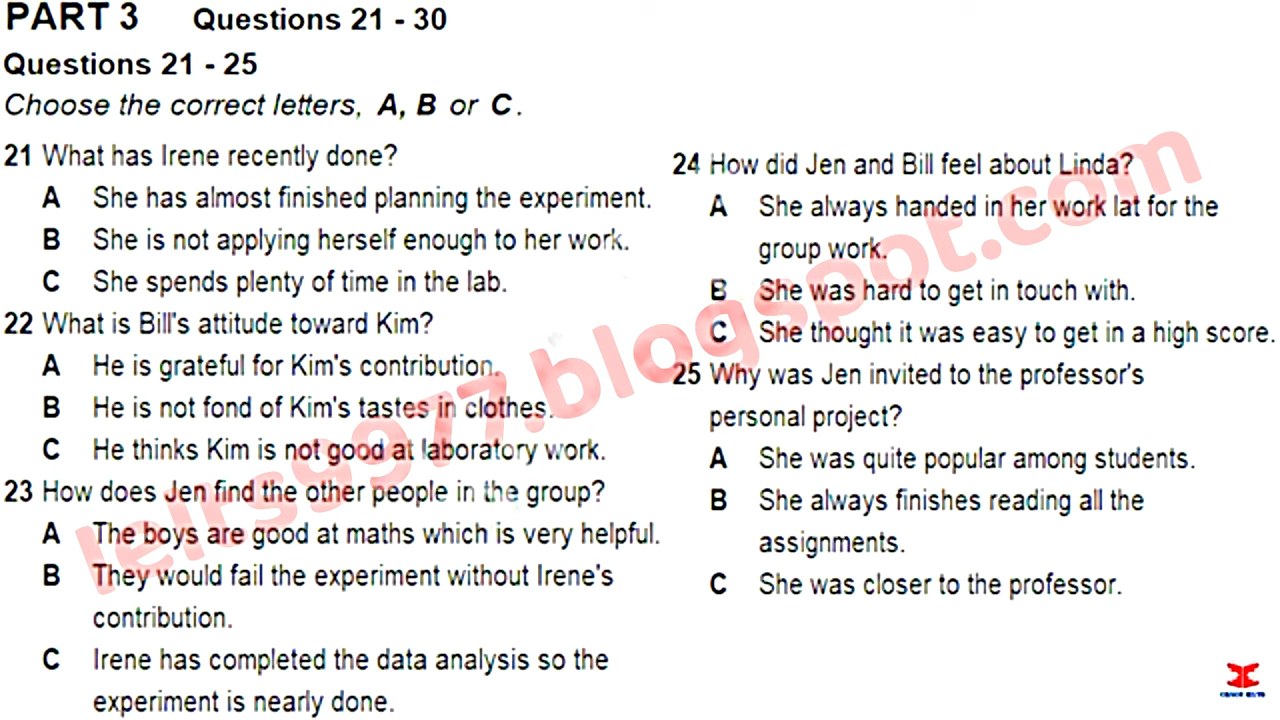 PART 3 Questions 21 - 30
Questions 21 - 25
Choose the correct letters, A, B or C.
21 What has Irene recently done?
A She has almost finished planning the experiment.
B She is not applying herself enough to her work.
C She spends plenty of time in the lab.
22 What is Bill's attitude toward Kim?
A He is grateful for Kim's contribution.
B He is not fond of Kim's tastes in clothes.
C He thinks Kim is not good at laboratory work.
23 How does Jen find the other people in the group?
A The boys are good at maths which is very helpful.
B They would fail the experiment without Irene's
contribution.
C Irene has completed the data analysis so the
experiment is nearly done.
24 How did Jen and Bill feel about Linda?
A She always handed in her work lat for the
group work.
B She was hard to get in touch with.
C She thought it was easy to get in a high score.
25 Why was Jen invited to the professor's
personal project?
A She was quite popular among students.
B She always finishes reading all the
assignments.
C She was closer to the professor.
ielts9977.blogspot.com